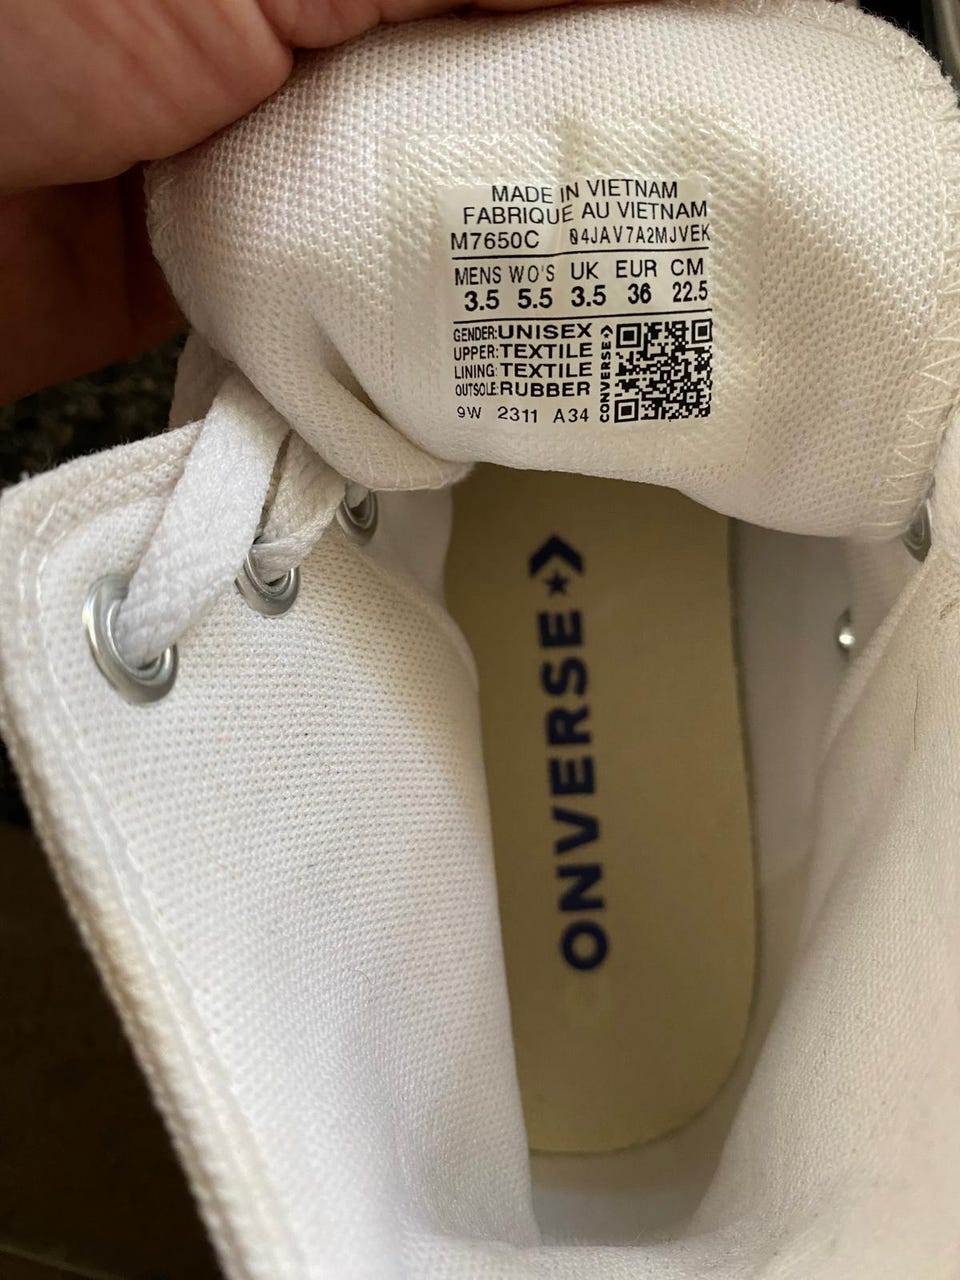 MADE IN VIETNAM
FABRIQUE AU VIETNAM
M7650C 04JAV7A2MJVEK
MENS WO'S UK EUR CM
3.5 5.5 3.5 36 22.5
GENDER:UNISEX
UPPER:TEXTILE
LINING:TEXTILE
OUTSOLE:RUBBER
9W 2311 A34
CONVERSE
ONVERSE